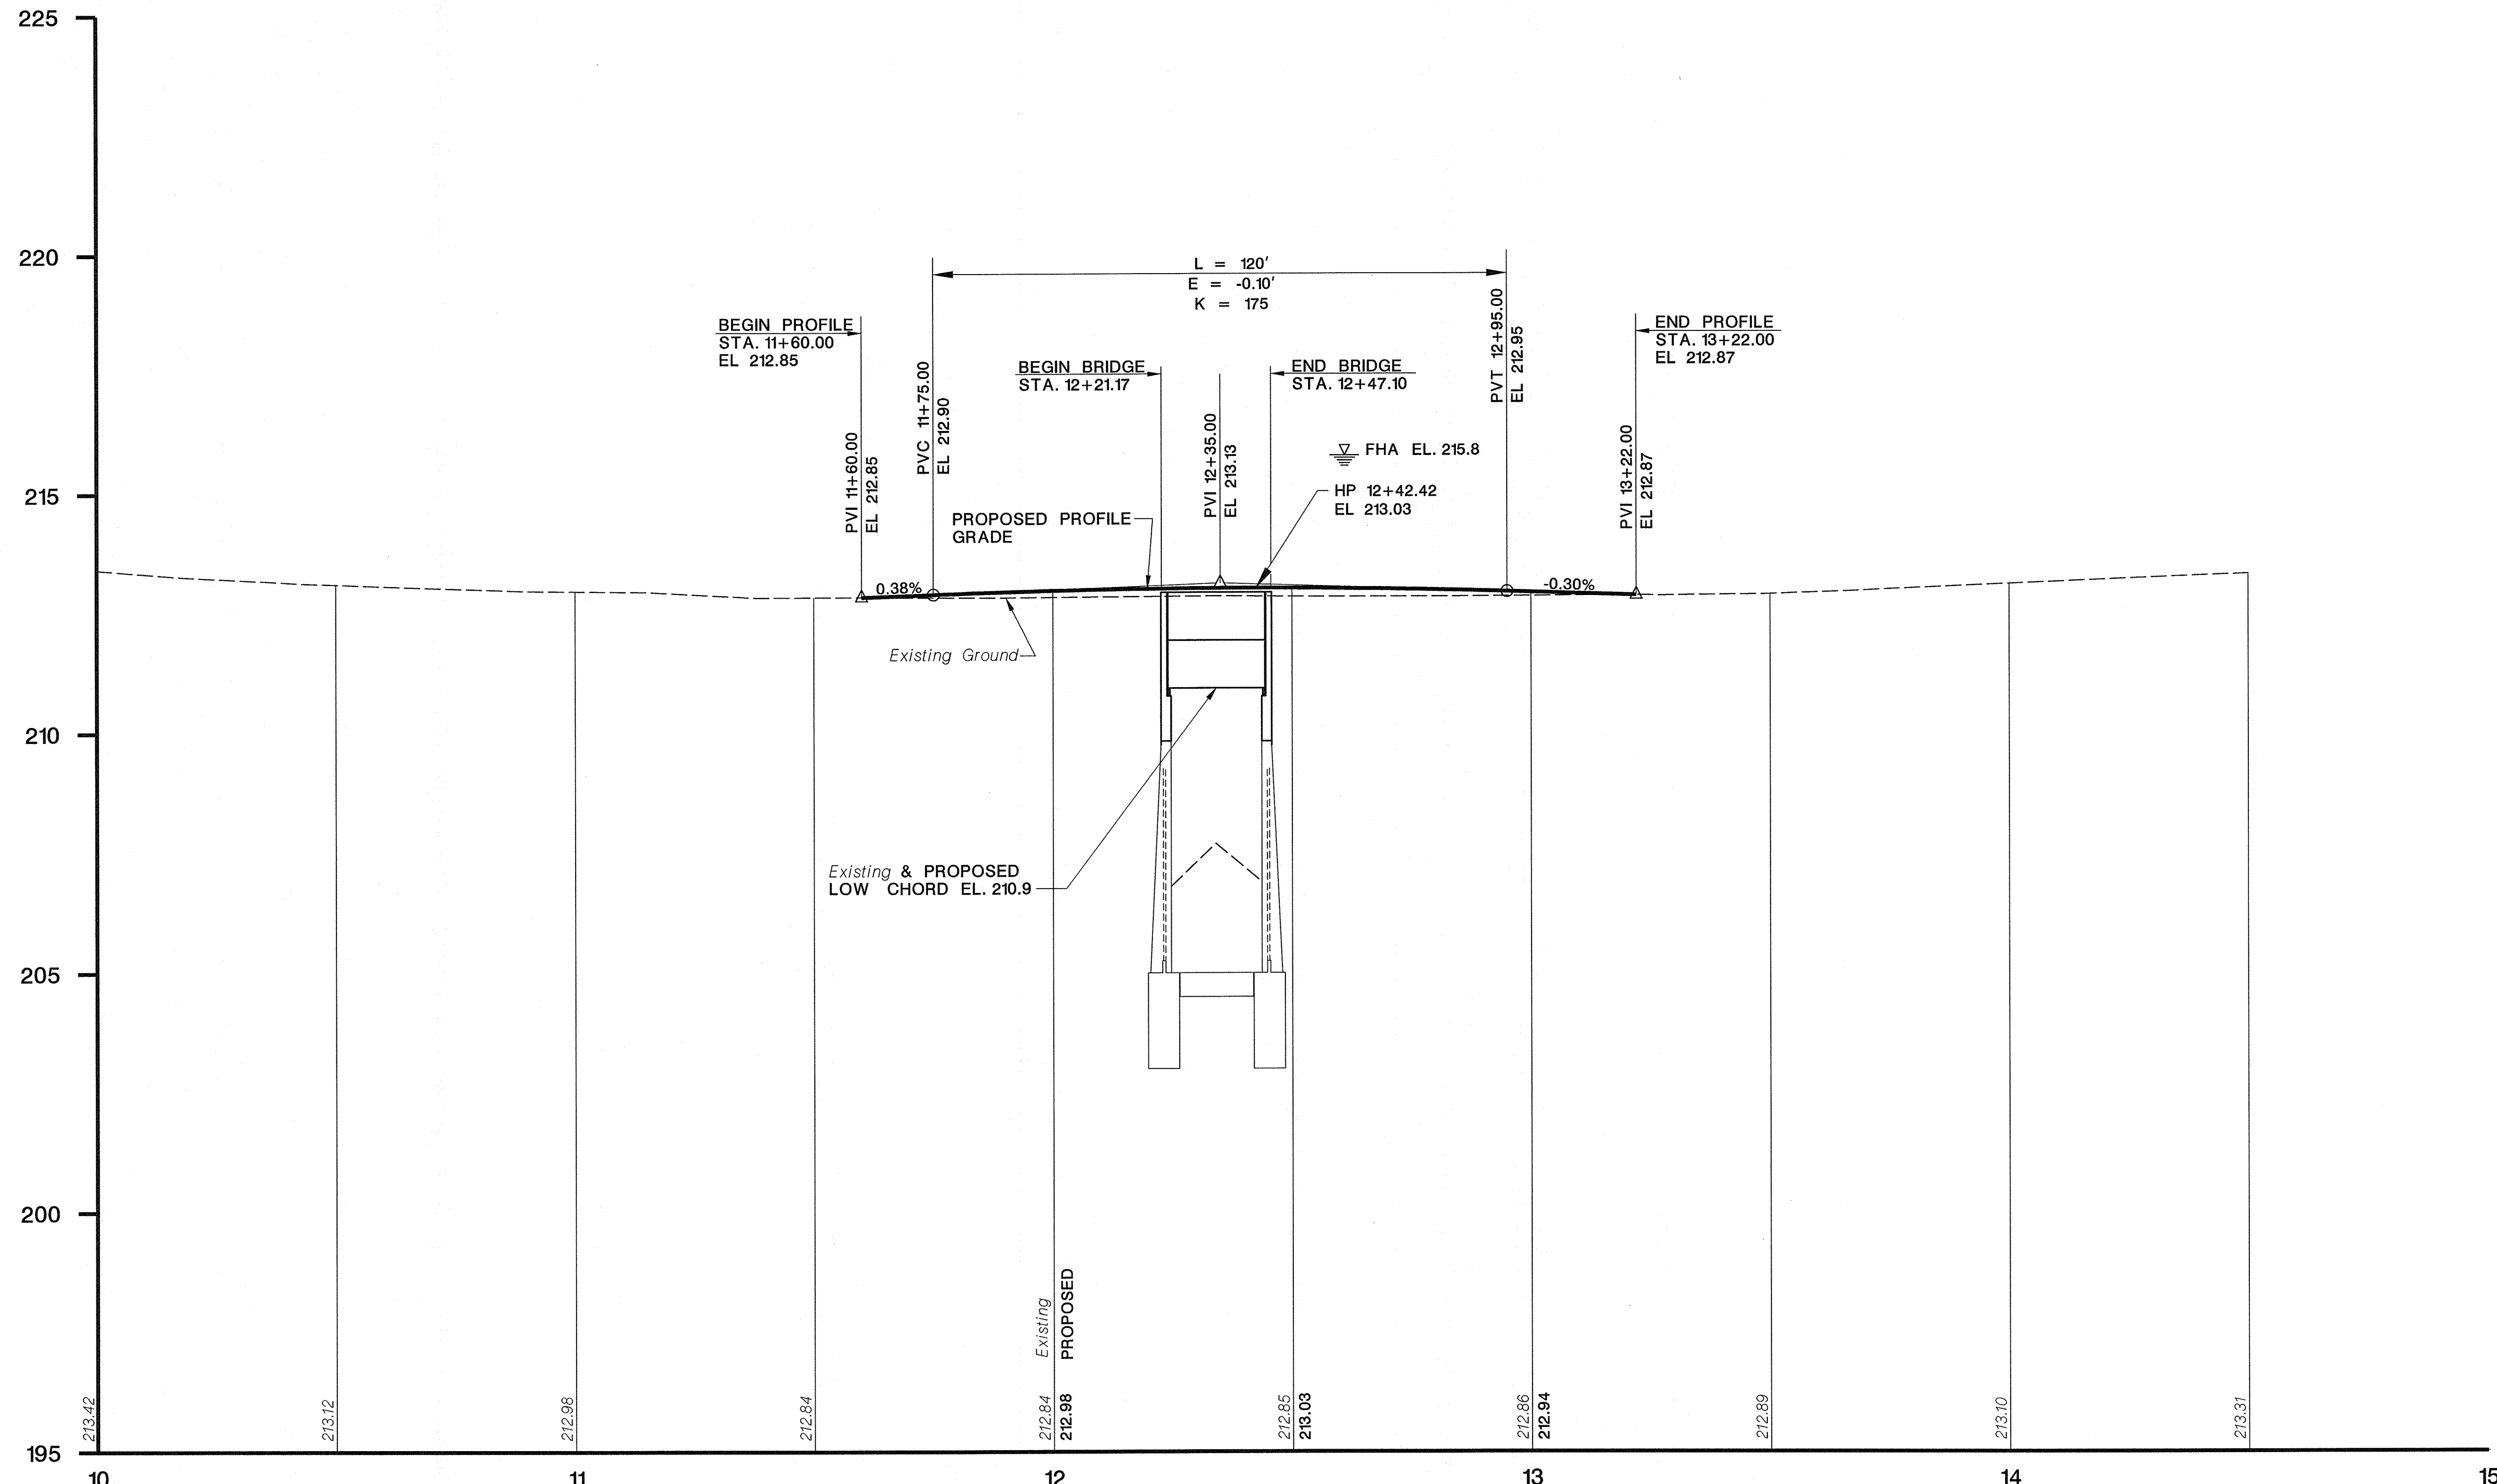 225
220
215
210
205
200
195
L = 120'
E = -0.10'
K = 175
BEGIN PROFILE
STA. 11+60.00
EL 212.85
PVI 11+60.00
EL 212.85
PVC 11+75.00
EL 212.90
BEGIN BRIDGE
STA. 12+21.17
PVI 12+35.00
EL 213.13
END BRIDGE
STA. 12+47.10
PVT 12+95.00
EL 212.95
END PROFILE
STA. 13+22.00
EL 212.87
PVI 13+22.00
EL 212.87
FHA EL. 215.8
HP 12+42.42
EL 213.03
PROPOSED PROFILE
GRADE
0.38%
-0.30%
Existing Ground
Existing & PROPOSED
LOW CHORD EL. 210.9
Existing
PROPOSED
213.42
213.12
212.98
212.84
212.84
212.98
212.85
213.03
212.86
212.94
212.89
213.10
213.31
10
11
12
13
14
15